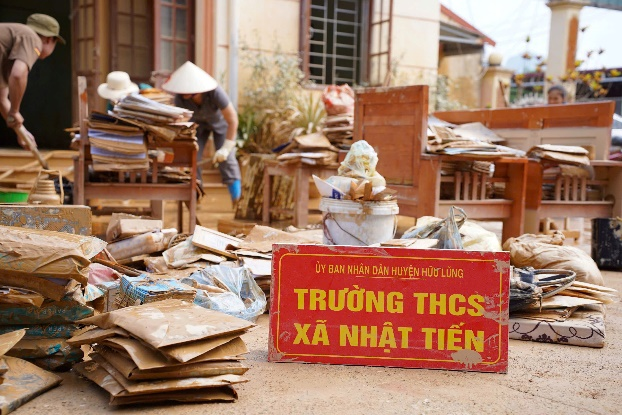 ỦY BAN NHÂN DÂN HUYỆN HỮU LŨNG
TRƯỜNG THCS
XÃ NHẬT TIẾN